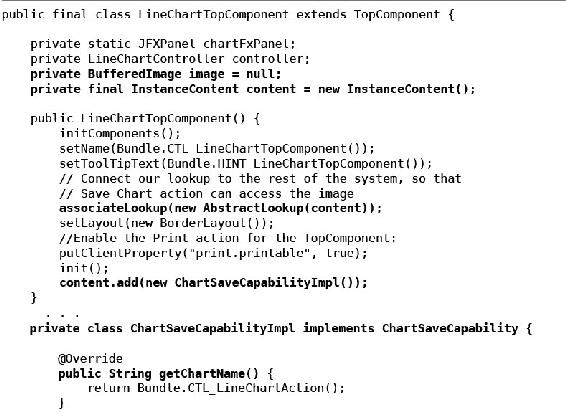 public final class LineChartTopComponent extends TopComponent {
private static JFXPanel chartFxPanel;
private LineChartController controller;
private BufferedImage image = null;
private final InstanceContent content = new InstanceContent();
public LineChartTopComponent() {
initComponents();
setName(Bundle.CTL_LineChartTopComponent());
setToolTipText(Bundle.HINT_LineChartTopComponent());
// Connect our lookup to the rest of the system, so that
// Save Chart action can access the image
associateLookup(new AbstractLookup(content));
setLayout(new BorderLayout());
//Enable the Print action for the TopComponent:
putClientProperty("print.printable", true);
init();
content.add(new ChartSaveCapabilityImpl());
}
. . .
private class ChartSaveCapabilityImpl implements ChartSaveCapability {
@Override
public String getChartName() {
return Bundle.CTL_LineChartAction();
}